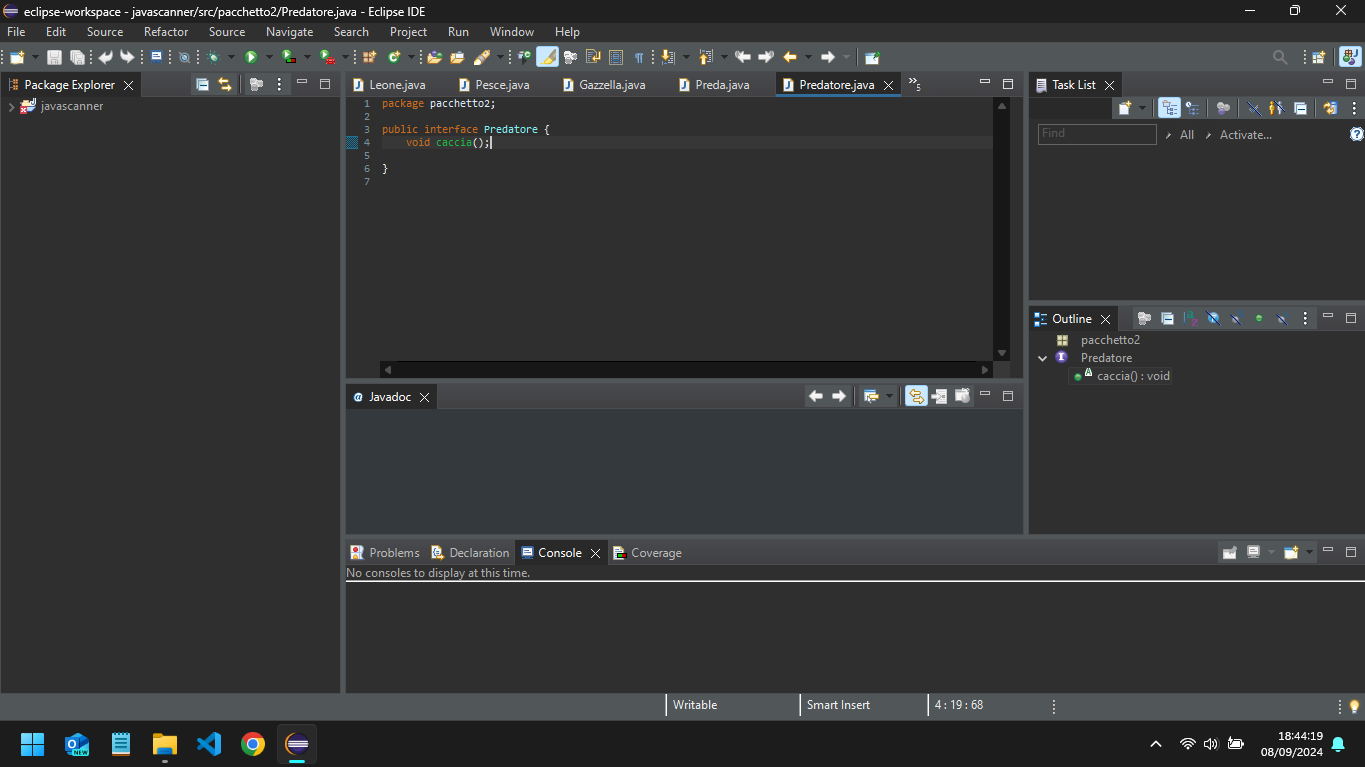 eclipse-workspace - javascanner/src/pacchetto2/Predatore.java - Eclipse IDE
File Edit Source Refactor Source Navigate Search Project Run Window Help
Package Explorer
javascanner
Leone.java Pesce.java Gazzella.java Preda.java Predatore.java »5
1 package pacchetto2;
2
3 public interface Predatore {
4 void caccia();
5
6 }
7
Task List
Find All Activate...
Outline
pacchetto2
Predatore
caccia() : void
@ Javadoc
Problems Declaration Console Coverage
No consoles to display at this time.
Writable Smart Insert 4 : 19 : 68
NEW
18:44:19
08/09/2024